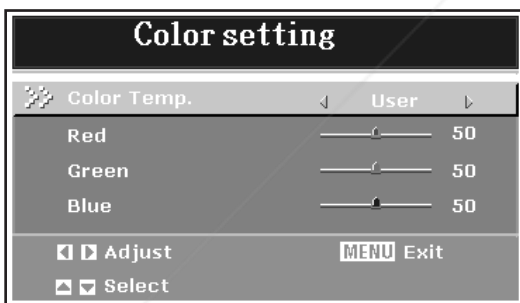 Color setting
Color Temp. User
Red 50
Green 50
Blue 50
Adjust MENU Exit
Select